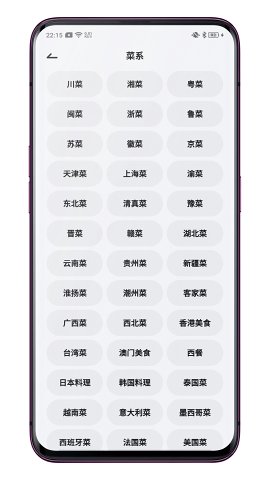 22:15
菜系
川菜 湘菜 粤菜
闽菜 浙菜 鲁菜
苏菜 徽菜 京菜
天津菜 上海菜 渝菜
东北菜 清真菜 豫菜
晋菜 赣菜 湖北菜
云南菜 贵州菜 新疆菜
淮扬菜 潮州菜 客家菜
广西菜 西北菜 香港美食
台湾菜 澳门美食 西餐
日本料理 韩国料理 泰国菜
越南菜 意大利菜 墨西哥菜
西班牙菜 法国菜 美国菜